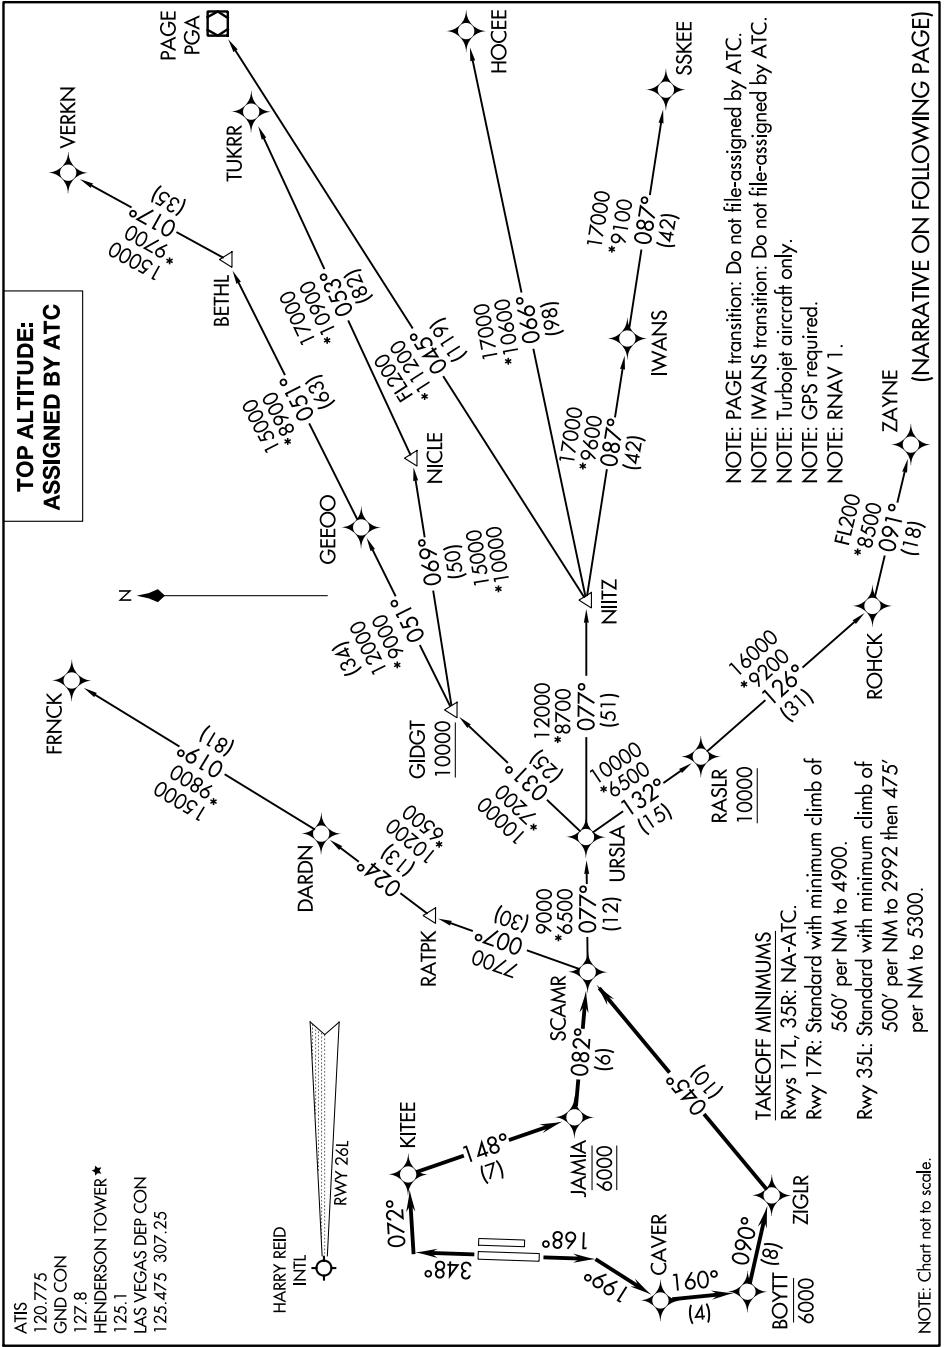 ATIS
120.775
GND CON
127.8
HENDERSON TOWER★
125.1
LAS VEGAS DEP CON
125.475 307.25
TOP ALTITUDE:
ASSIGNED BY ATC
HARRY REID
INTL
RWY 26L
N
FRNCK
15000
*9800
019°
(81)
DARDN
024°
(13)
10200
*6500
RATPK
7700
007°
(30)
VERKN
15000
*9700
017°
(35)
BETHL
15000
*8900
051°
(63)
GEEOO
(34)
12000
*9000
051°
GIDGT
10000
069°
(50)
15000
*10000
NICLE
17000
*10900
053°
(82)
TUKRR
PAGE
PGA
FL200
*11200
045°
(119)
HOCEE
17000
*10600
066°
(98)
SSKEE
17000
*9100
087°
(42)
IWANS
17000
*9600
087°
(42)
NIITZ
12000
*8700
077°
(51)
10000
*7200
031°
(25)
URSLA
10000
*6500
132°
(15)
RASLR
10000
16000
*9200
126°
(31)
ROHCK
FL200
*8500
091°
(18)
ZAYNE
9000
*6500
077°
(12)
SCAMR
082°
(6)
JAMIA
6000
148°
(7)
KITEE
072°
348°
168°
199°
CAVER
160°
(4)
BOYTT
6000
090°
(8)
ZIGLR
045°
(10)
NOTE: PAGE transition: Do not file-assigned by ATC.
NOTE: IWANS transition: Do not file-assigned by ATC.
NOTE: Turbojet aircraft only.
NOTE: GPS required.
NOTE: RNAV 1.
TAKEOFF MINIMUMS
Rwys 17L, 35R: NA-ATC.
Rwy 17R: Standard with minimum climb of
560' per NM to 4900.
Rwy 35L: Standard with minimum climb of
500' per NM to 2992 then 475'
per NM to 5300.
(NARRATIVE ON FOLLOWING PAGE)
NOTE: Chart not to scale.